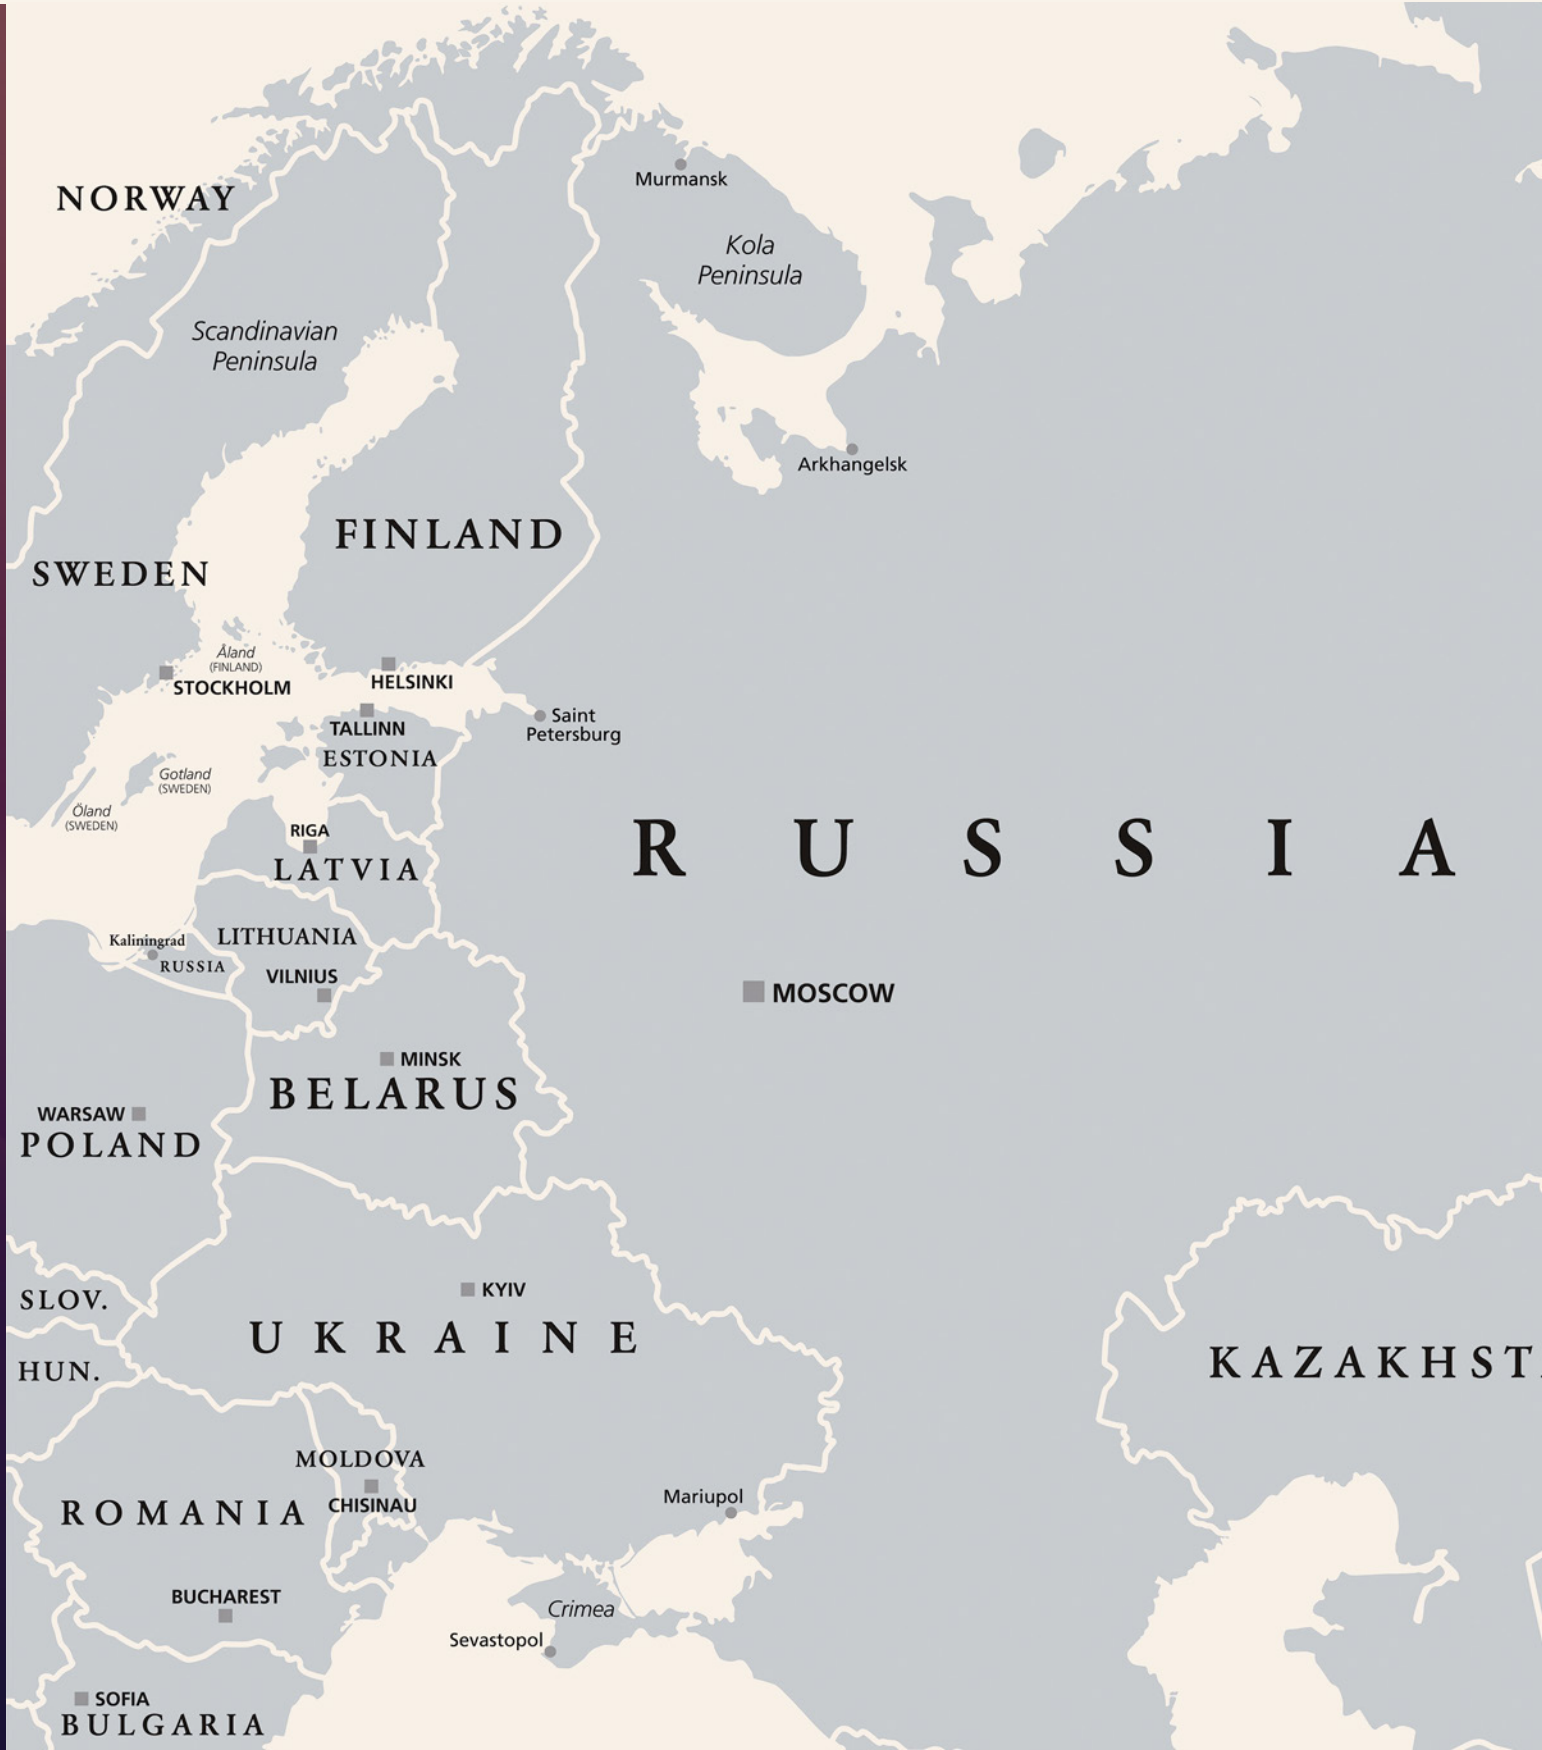 Murmansk
NORWAY
Kola
Peninsula
Scandinavian
Peninsula
Arkhangelsk
FINLAND
SWEDEN
Åland
(FINLAND)
STOCKHOLM
HELSINKI
Saint
Petersburg
TALLINN
ESTONIA
Gotland
(SWEDEN)
Öland
(SWEDEN)
RIGA
LATVIA
RUSSIA
Kaliningrad
RUSSIA
LITHUANIA
VILNIUS
MOSCOW
MINSK
BELARUS
WARSAW
POLAND
SLOV.
KYIV
UKRAINE
HUN.
KAZAKHST
MOLDOVA
CHISINAU
Mariupol
ROMANIA
BUCHAREST
Crimea
Sevastopol
SOFIA
BULGARIA